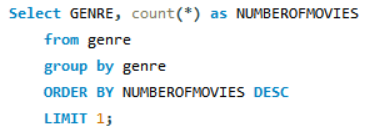 Select GENRE, count(*) as NUMBEROFMOVIES
from genre
group by genre
ORDER BY NUMBEROFMOVIES DESC
LIMIT 1;